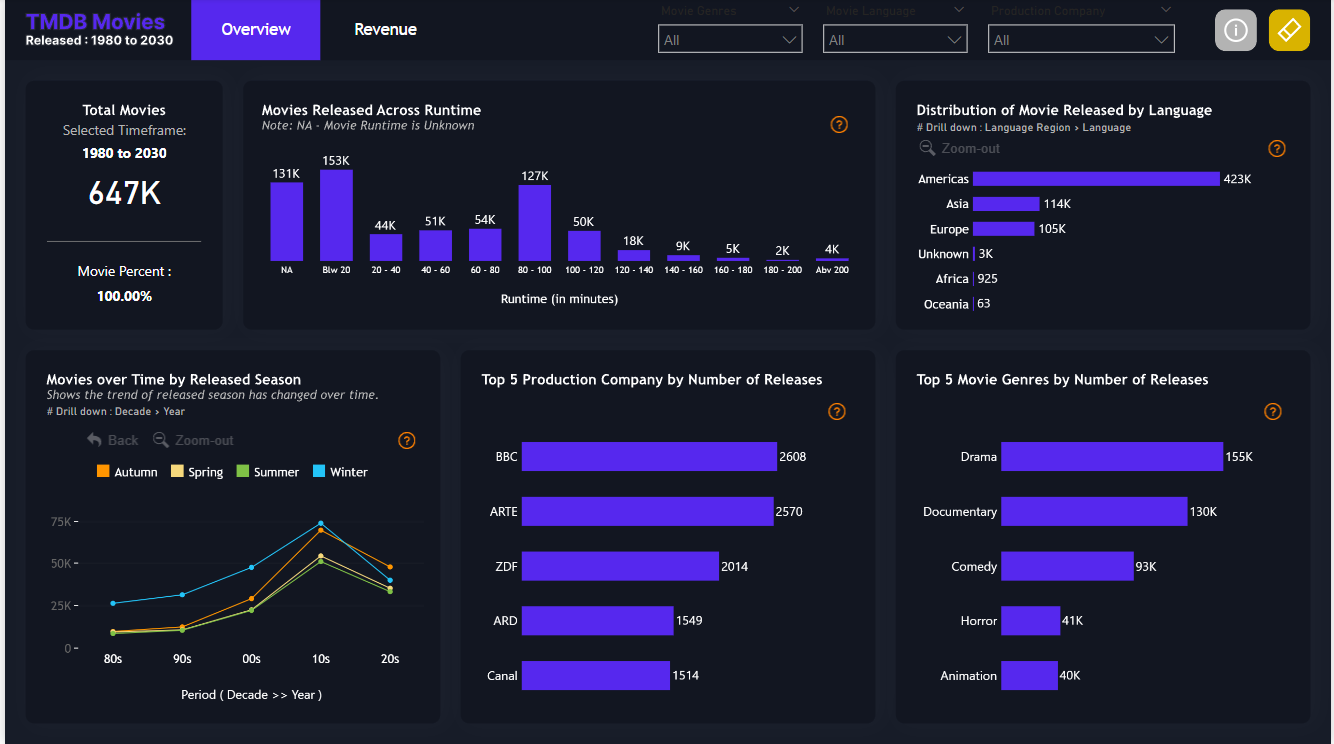 TMDB Movies
Released : 1980 to 2030
Overview
Revenue
Movie Genres
All
Movie Language
All
Production Company
All
Total Movies
Selected Timeframe:
1980 to 2030
647K
Movie Percent :
100.00%
Movies Released Across Runtime
Note: NA - Movie Runtime is Unknown
?
131K
153K
44K
51K
54K
127K
50K
18K
9K
5K
2K
4K
NA
Blw 20
20 - 40
40 - 60
60 - 80
80 - 100
100 - 120
120 - 140
140 - 160
160 - 180
180 - 200
Abv 200
Runtime (in minutes)
Distribution of Movie Released by Language
# Drill down : Language Region > Language
Zoom-out
?
Americas 423K
Asia 114K
Europe 105K
Unknown 3K
Africa 925
Oceania 63
Movies over Time by Released Season
Shows the trend of released season has changed over time.
# Drill down : Decade > Year
Back
Zoom-out
?
Autumn
Spring
Summer
Winter
75K
50K
25K
0
80s
90s
00s
10s
20s
Period ( Decade >> Year )
Top 5 Production Company by Number of Releases
?
BBC 2608
ARTE 2570
ZDF 2014
ARD 1549
Canal 1514
Top 5 Movie Genres by Number of Releases
?
Drama 155K
Documentary 130K
Comedy 93K
Horror 41K
Animation 40K